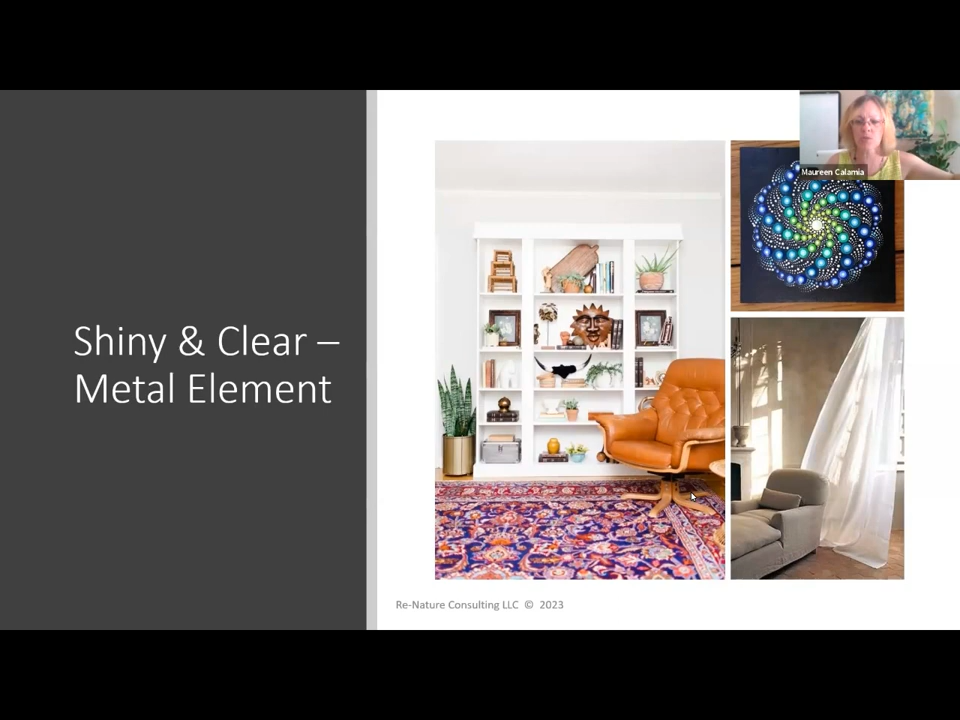 Maureen Calamia
Shiny & Clear –
Metal Element
Re-Nature Consulting LLC © 2023